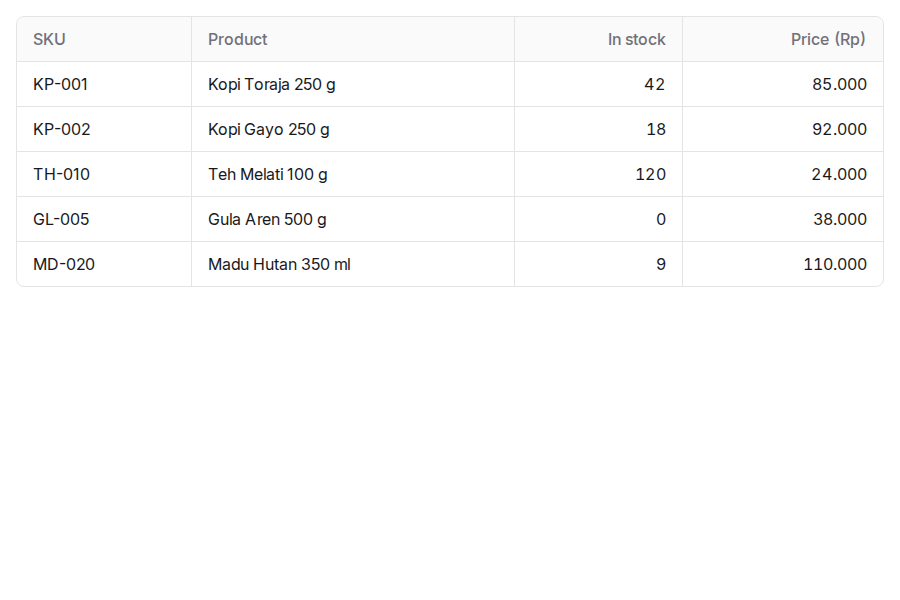 SKU Product In stock Price (Rp)
KP-001 Kopi Toraja 250 g 42 85.000
KP-002 Kopi Gayo 250 g 18 92.000
TH-010 Teh Melati 100 g 120 24.000
GL-005 Gula Aren 500 g 0 38.000
MD-020 Madu Hutan 350 ml 9 110.000